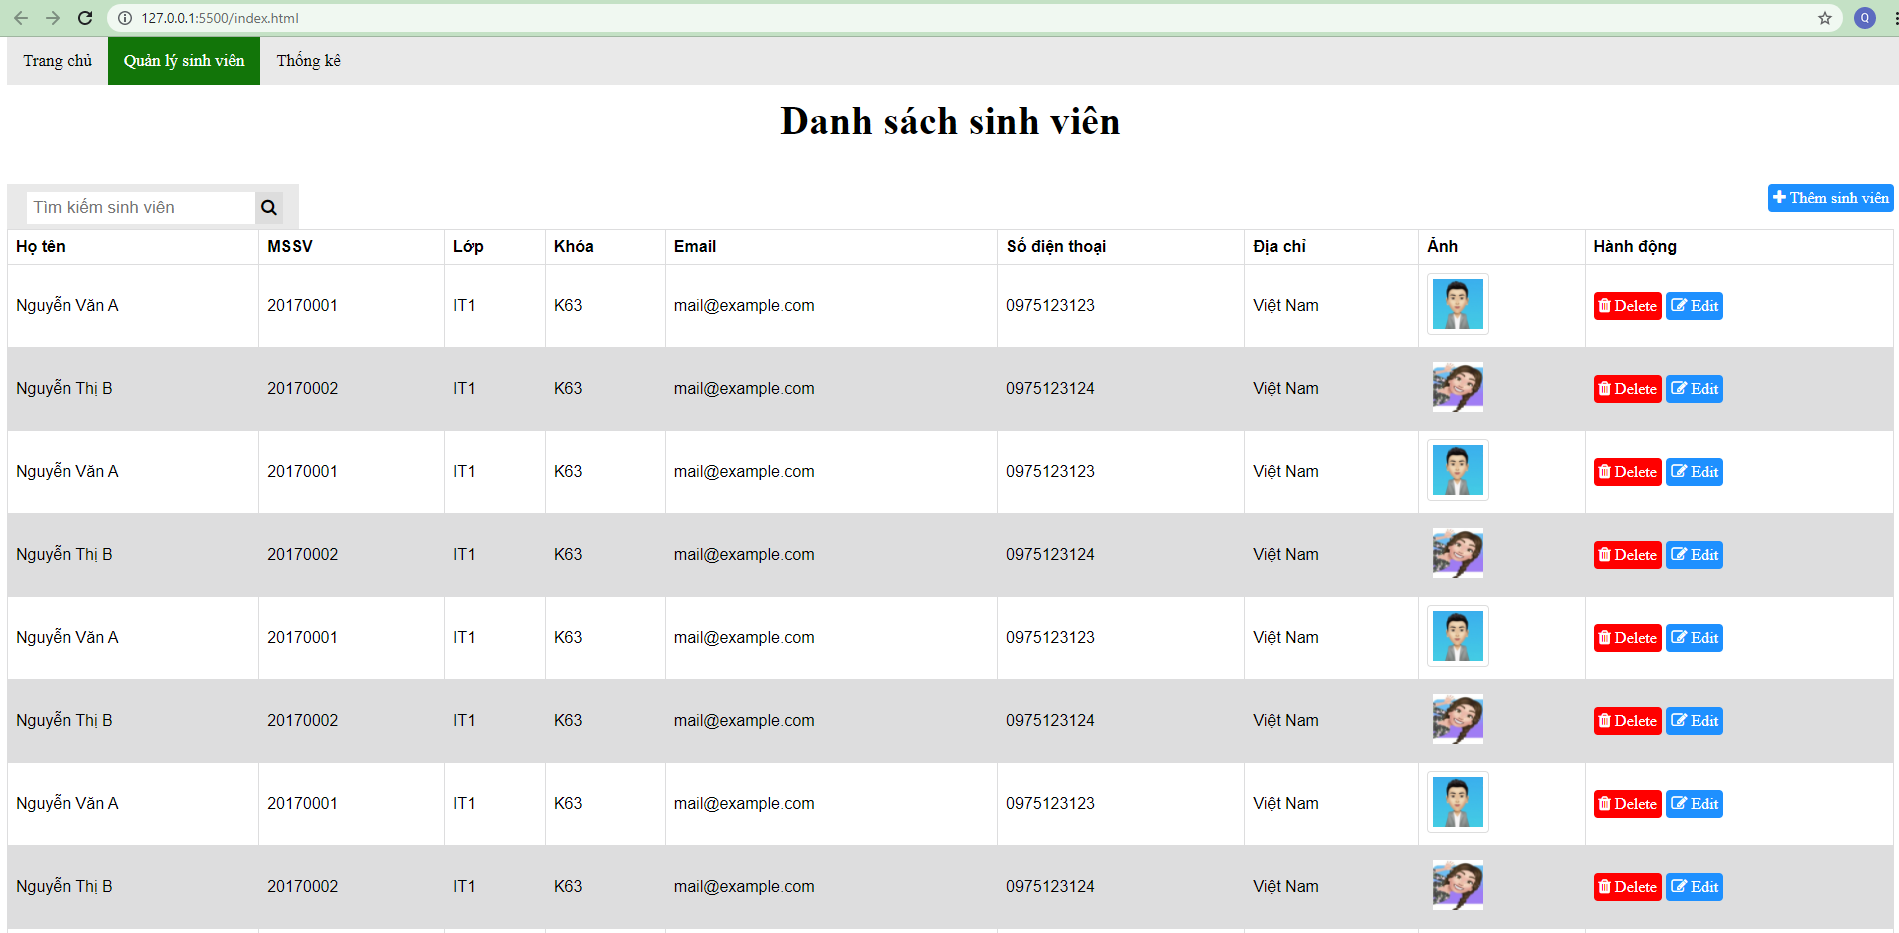 127.0.0.1:5500/index.html
Q
Trang chủ Quản lý sinh viên Thống kê
Danh sách sinh viên
Tìm kiếm sinh viên Thêm sinh viên
Họ tên MSSV Lớp Khóa Email Số điện thoại Địa chỉ Ảnh Hành động
Nguyễn Văn A 20170001 IT1 K63 mail@example.com 0975123123 Việt Nam Delete Edit
Nguyễn Thị B 20170002 IT1 K63 mail@example.com 0975123124 Việt Nam Delete Edit
Nguyễn Văn A 20170001 IT1 K63 mail@example.com 0975123123 Việt Nam Delete Edit
Nguyễn Thị B 20170002 IT1 K63 mail@example.com 0975123124 Việt Nam Delete Edit
Nguyễn Văn A 20170001 IT1 K63 mail@example.com 0975123123 Việt Nam Delete Edit
Nguyễn Thị B 20170002 IT1 K63 mail@example.com 0975123124 Việt Nam Delete Edit
Nguyễn Văn A 20170001 IT1 K63 mail@example.com 0975123123 Việt Nam Delete Edit
Nguyễn Thị B 20170002 IT1 K63 mail@example.com 0975123124 Việt Nam Delete Edit